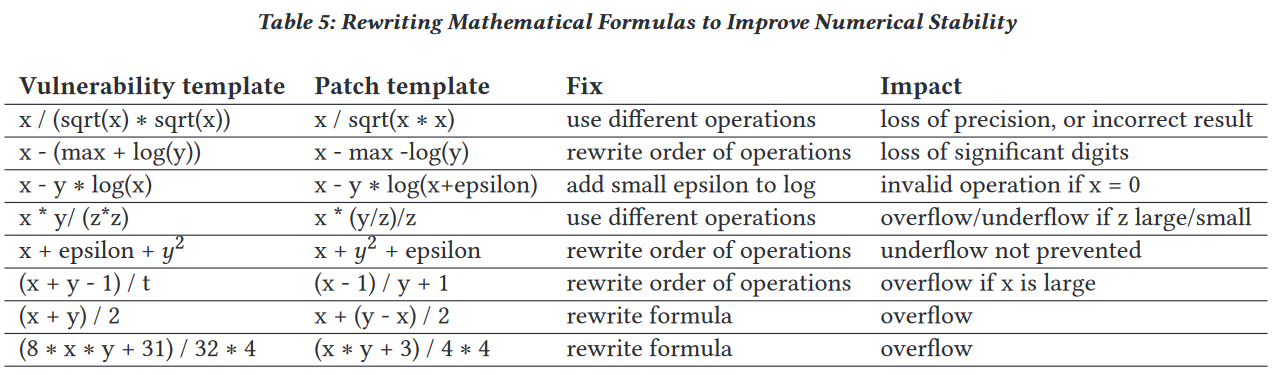 Table 5: Rewriting Mathematical Formulas to Improve Numerical Stability
Vulnerability template Patch template Fix Impact
x / (sqrt(x) * sqrt(x)) x / sqrt(x * x) use different operations loss of precision, or incorrect result
x - (max + log(y)) x - max -log(y) rewrite order of operations loss of significant digits
x - y * log(x) x - y * log(x+epsilon) add small epsilon to log invalid operation if x = 0
x * y/ (z*z) x * (y/z)/z use different operations overflow/underflow if z large/small
x + epsilon + y² x + y² + epsilon rewrite order of operations underflow not prevented
(x + y - 1) / t (x - 1) / y + 1 rewrite order of operations overflow if x is large
(x + y) / 2 x + (y - x) / 2 rewrite formula overflow
(8 * x * y + 31) / 32 * 4 (x * y + 3) / 4 * 4 rewrite formula overflow